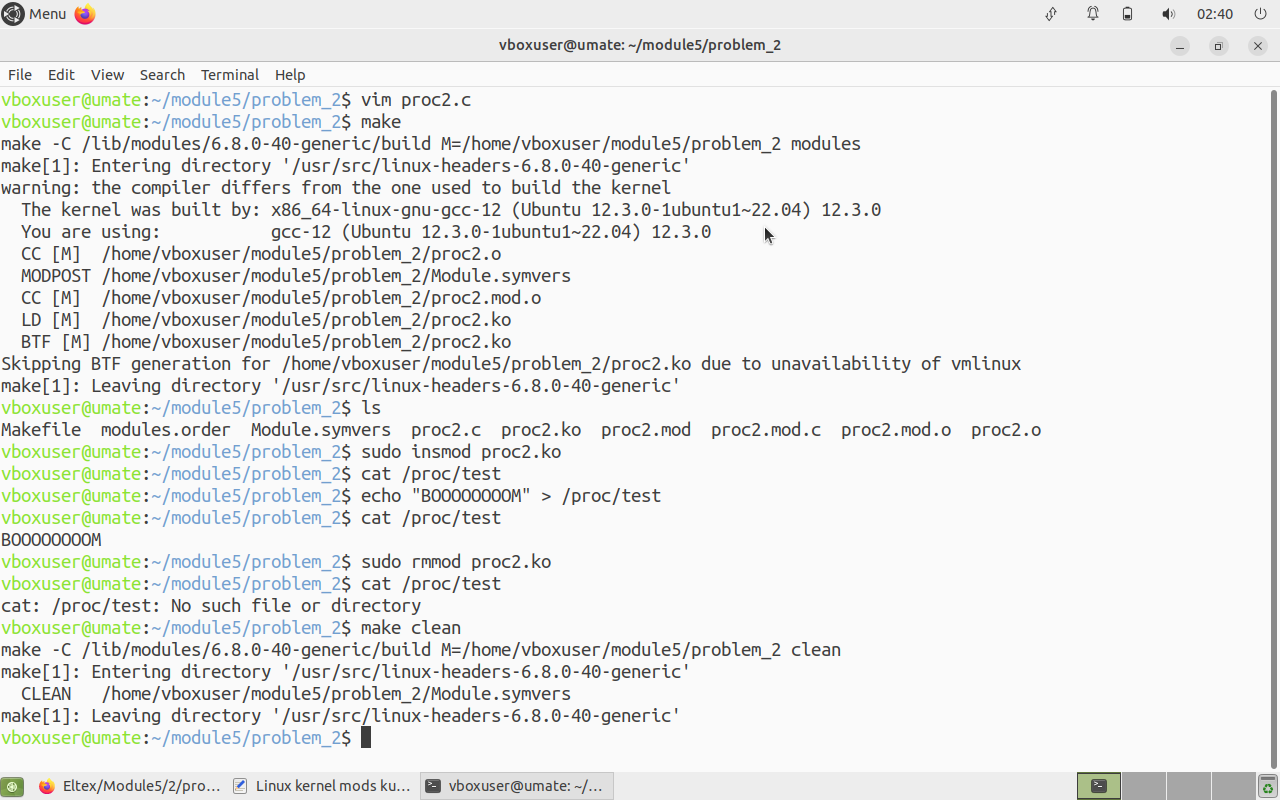 Menu 02:40
vboxuser@umate: ~/module5/problem_2
File Edit View Search Terminal Help
vboxuser@umate:~/module5/problem_2$ vim proc2.c
vboxuser@umate:~/module5/problem_2$ make
make -C /lib/modules/6.8.0-40-generic/build M=/home/vboxuser/module5/problem_2 modules
make[1]: Entering directory '/usr/src/linux-headers-6.8.0-40-generic'
warning: the compiler differs from the one used to build the kernel
  The kernel was built by: x86_64-linux-gnu-gcc-12 (Ubuntu 12.3.0-1ubuntu1~22.04) 12.3.0
  You are using:           gcc-12 (Ubuntu 12.3.0-1ubuntu1~22.04) 12.3.0
  CC [M]  /home/vboxuser/module5/problem_2/proc2.o
  MODPOST /home/vboxuser/module5/problem_2/Module.symvers
  CC [M]  /home/vboxuser/module5/problem_2/proc2.mod.o
  LD [M]  /home/vboxuser/module5/problem_2/proc2.ko
  BTF [M] /home/vboxuser/module5/problem_2/proc2.ko
Skipping BTF generation for /home/vboxuser/module5/problem_2/proc2.ko due to unavailability of vmlinux
make[1]: Leaving directory '/usr/src/linux-headers-6.8.0-40-generic'
vboxuser@umate:~/module5/problem_2$ ls
Makefile  modules.order  Module.symvers  proc2.c  proc2.ko  proc2.mod  proc2.mod.c  proc2.mod.o  proc2.o
vboxuser@umate:~/module5/problem_2$ sudo insmod proc2.ko
vboxuser@umate:~/module5/problem_2$ cat /proc/test
vboxuser@umate:~/module5/problem_2$ echo "BOOOOOOOOM" > /proc/test
vboxuser@umate:~/module5/problem_2$ cat /proc/test
BOOOOOOOOM
vboxuser@umate:~/module5/problem_2$ sudo rmmod proc2.ko
vboxuser@umate:~/module5/problem_2$ cat /proc/test
cat: /proc/test: No such file or directory
vboxuser@umate:~/module5/problem_2$ make clean
make -C /lib/modules/6.8.0-40-generic/build M=/home/vboxuser/module5/problem_2 clean
make[1]: Entering directory '/usr/src/linux-headers-6.8.0-40-generic'
  CLEAN   /home/vboxuser/module5/problem_2/Module.symvers
make[1]: Leaving directory '/usr/src/linux-headers-6.8.0-40-generic'
vboxuser@umate:~/module5/problem_2$
Eltex/Module5/2/pro... Linux kernel mods ku... vboxuser@umate: ~/...